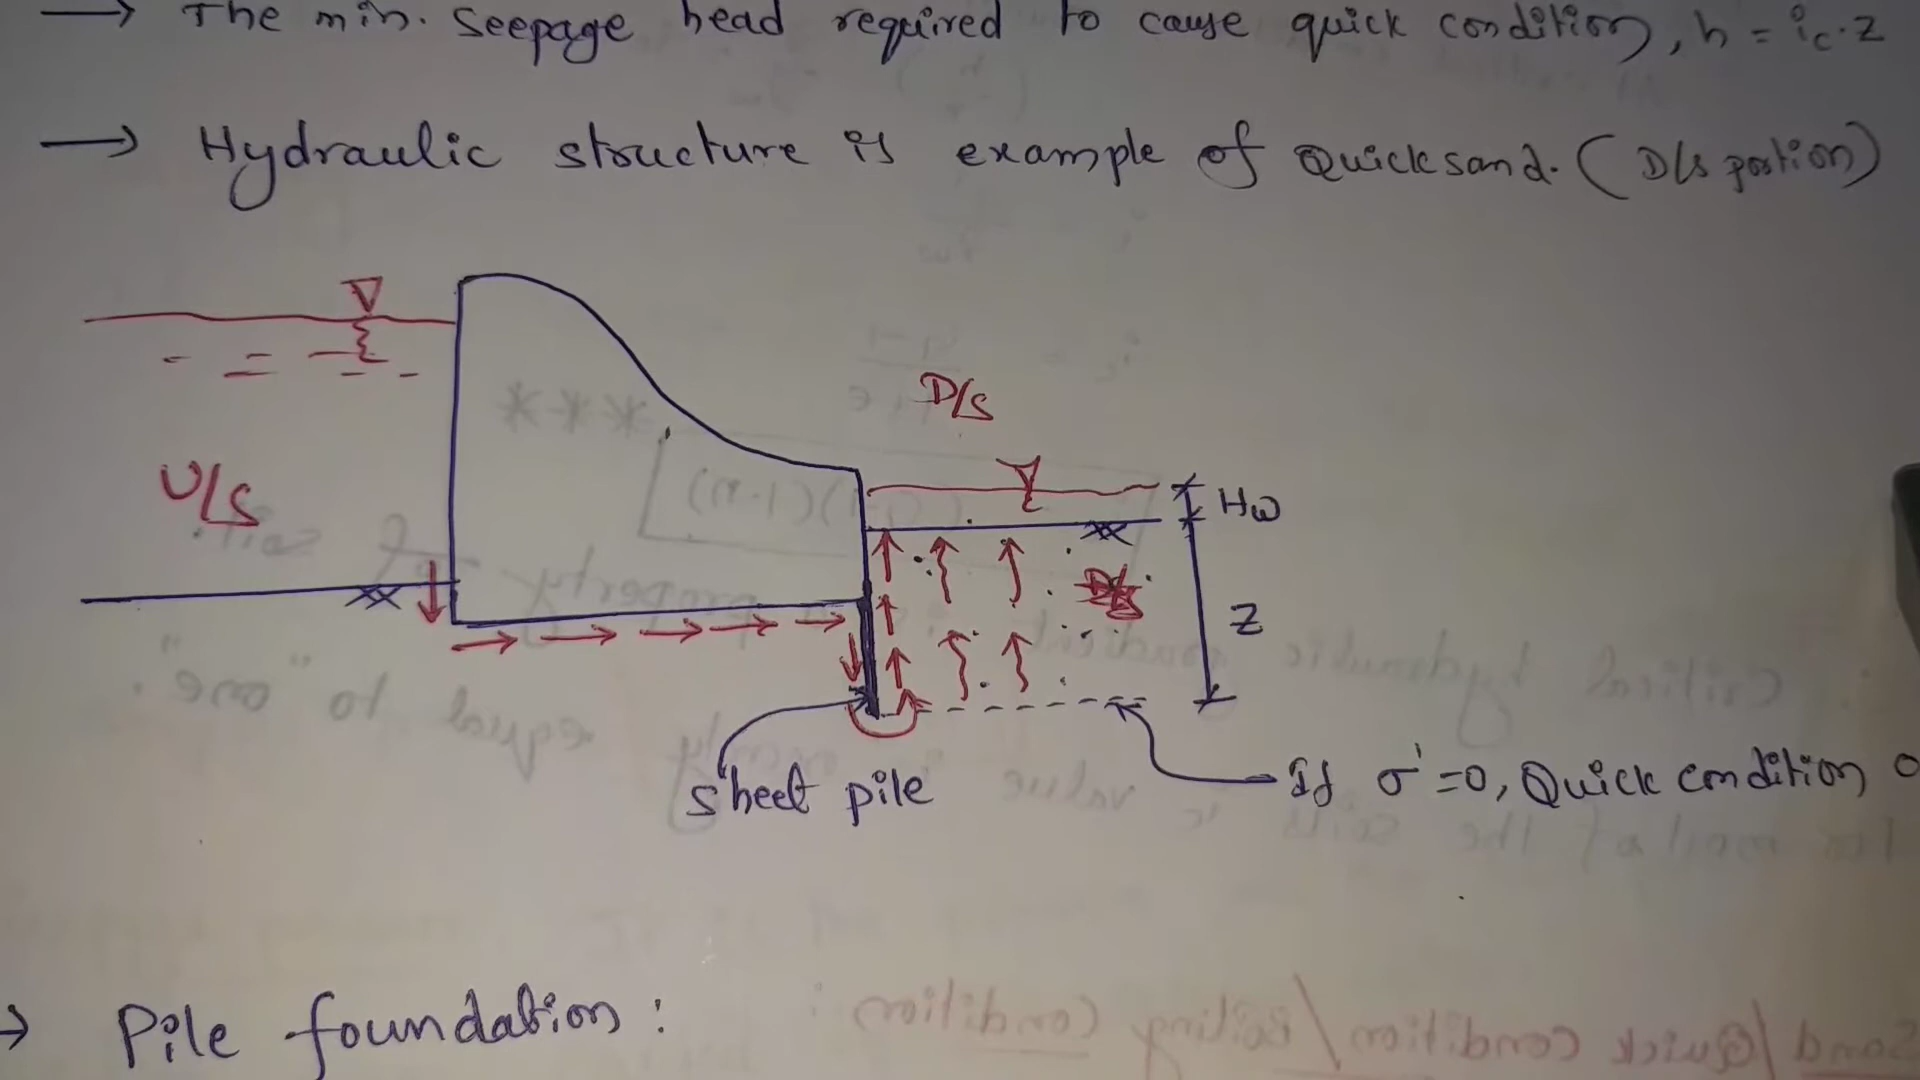 → The min. seepage head required to cause quick condition, h = ic·z
→ Hydraulic structure is example of Quicksand. (D/s portion)
D/s
U/s
Hω
Z
sheet pile
If σ' = 0, Quick condition
→ Pile foundation :